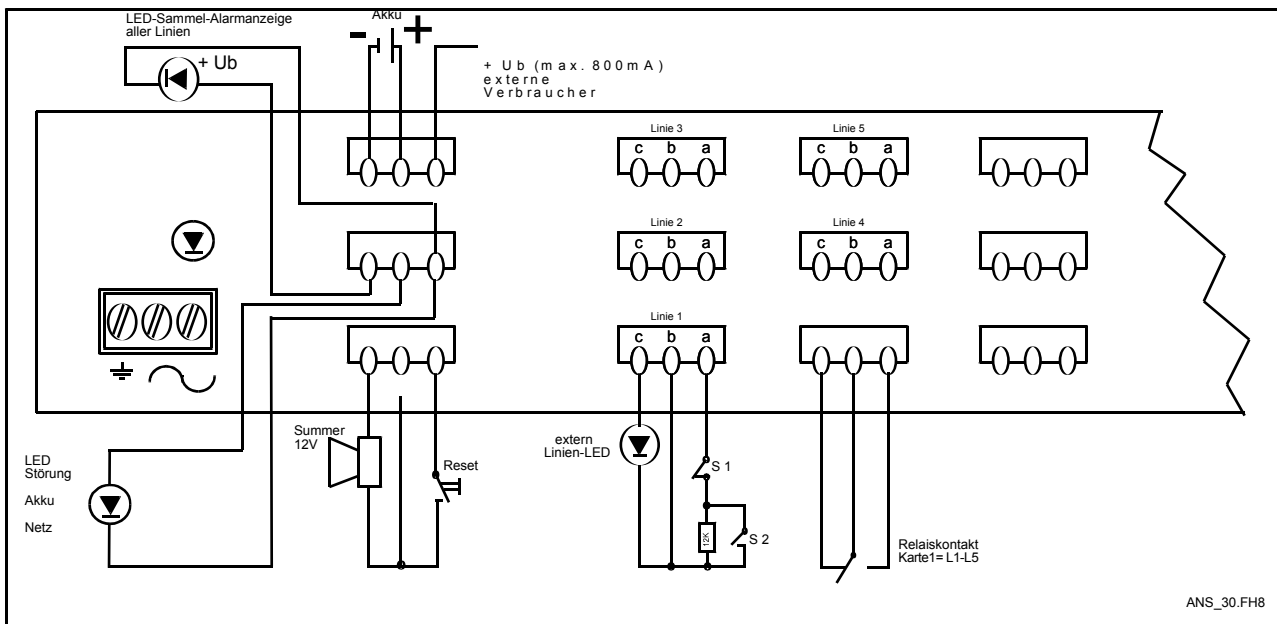 LED-Sammel-Alarmanzeige
aller Linien
Akku
- +
+ Ub
+ Ub (max. 800mA)
externe
Verbraucher
Linie 3
c b a
Linie 5
c b a
Linie 2
c b a
Linie 4
c b a
Linie 1
c b a
Summer
12V
Reset
extern
Linien-LED
S 1
12K
S 2
LED
Störung
Akku
Netz
Relaiskontakt
Karte1= L1-L5
ANS_30.FH8